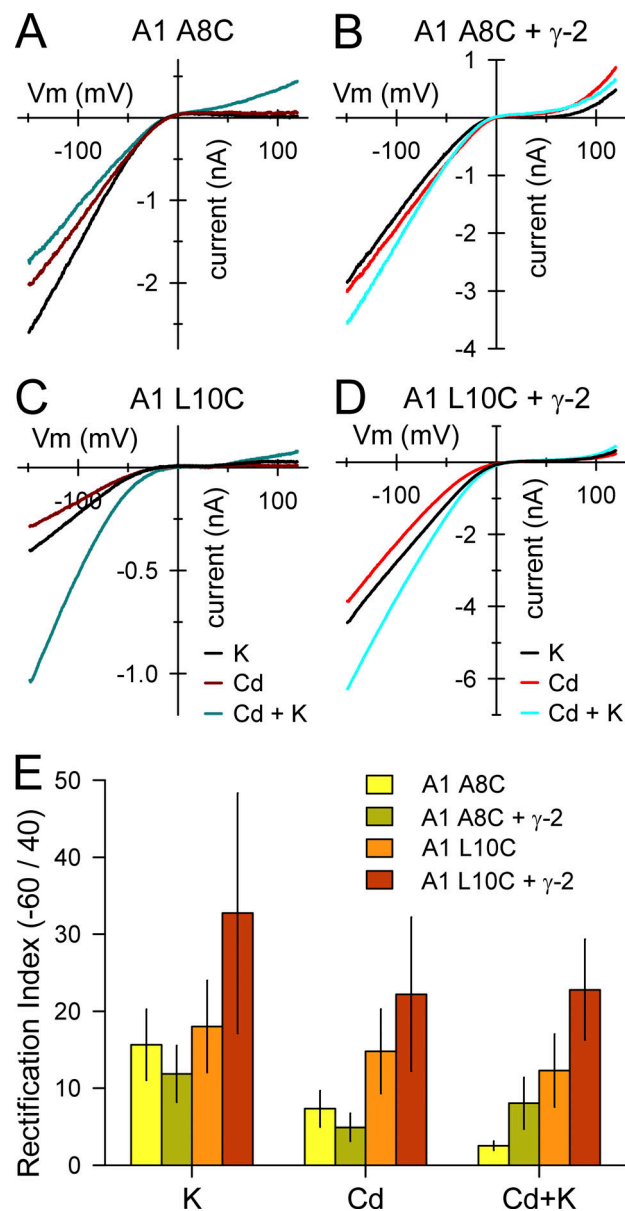 A
A1 A8C
Vm (mV)
-100
100
-1
-2
current (nA)
B
A1 A8C + γ-2
1
Vm (mV)
-100
100
-1
-2
-3
-4
current (nA)
C
A1 L10C
Vm (mV)
-100
100
-0.5
-1.0
current (nA)
K
Cd
Cd + K
D
A1 L10C + γ-2
Vm (mV)
-100
100
-2
-4
-6
current (nA)
K
Cd
Cd + K
E
Rectification Index (-60 / 40)
50
40
30
20
10
0
A1 A8C
A1 A8C + γ-2
A1 L10C
A1 L10C + γ-2
K
Cd
Cd+K